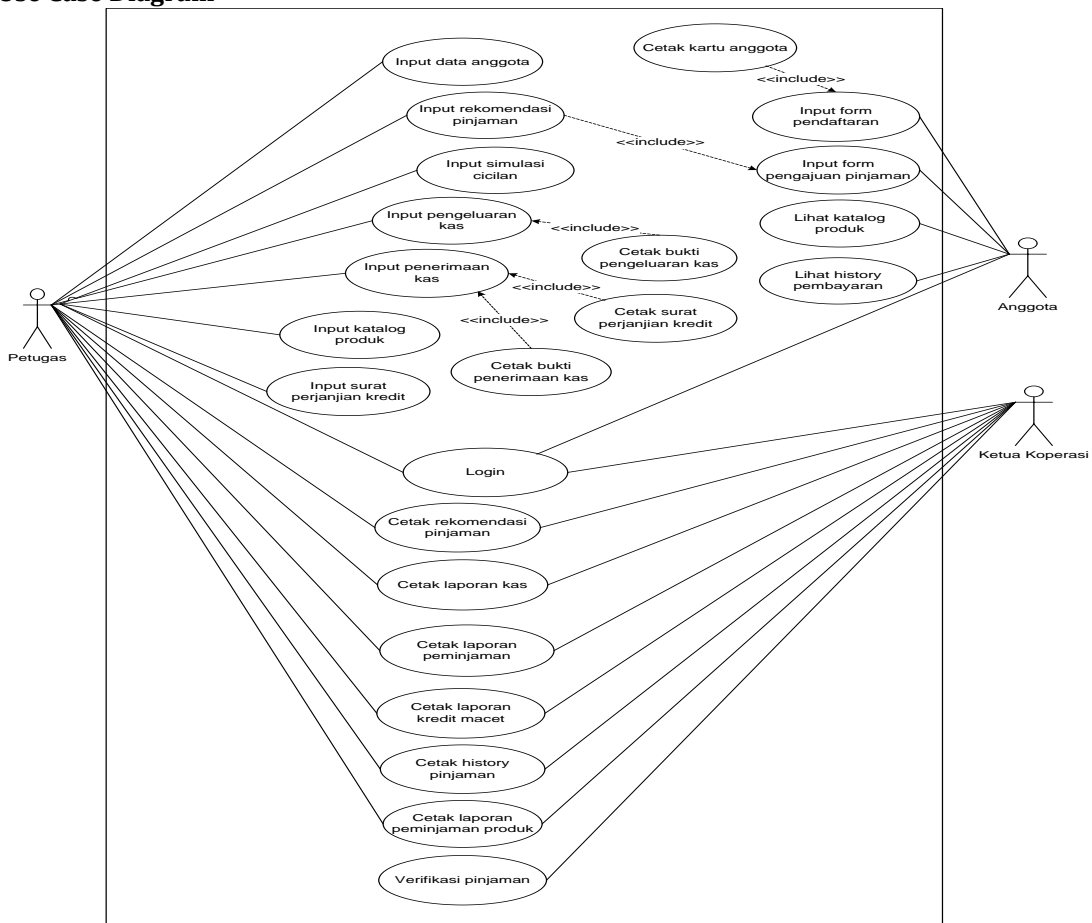 Use Case Diagram
Input data anggota
Cetak kartu anggota
<<include>>
Input rekomendasi
pinjaman
Input form
pendaftaran
<<include>>
Input simulasi
cicilan
Input form
pengajuan pinjaman
Input pengeluaran
kas
<<include>>
Lihat katalog
produk
Cetak bukti
pengeluaran kas
Input penerimaan
kas
<<include>>
Lihat history
pembayaran
Anggota
Cetak surat
perjanjian kredit
<<include>>
Input katalog
produk
Petugas
Cetak bukti
penerimaan kas
Input surat
perjanjian kredit
Ketua Koperasi
Login
Cetak rekomendasi
pinjaman
Cetak laporan kas
Cetak laporan
peminjaman
Cetak laporan
kredit macet
Cetak history
pinjaman
Cetak laporan
peminjaman produk
Verifikasi pinjaman